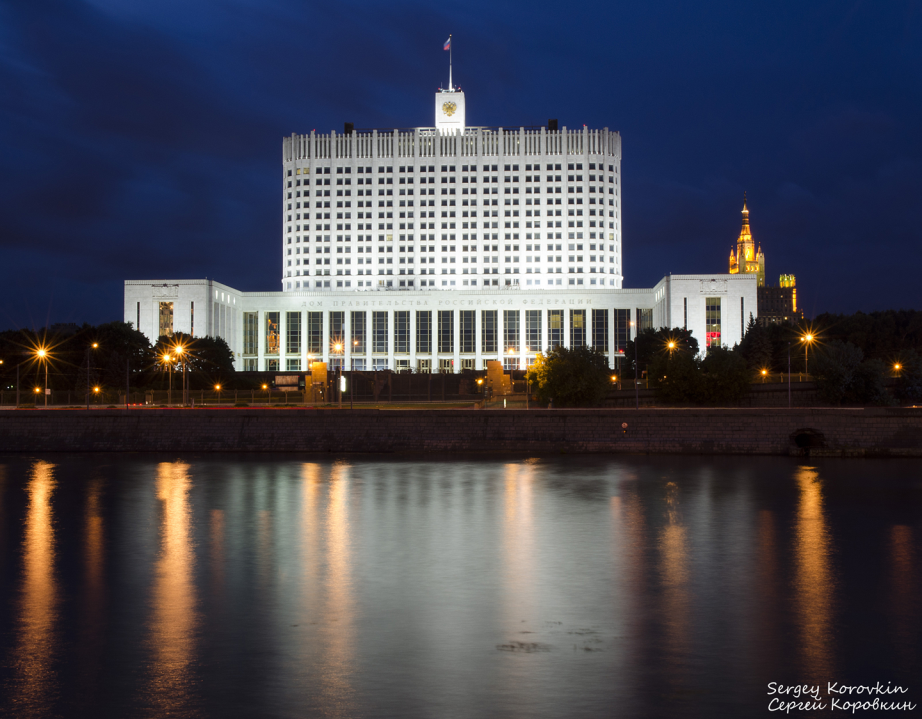 ДОМ ПРАВИТЕЛЬСТВА РОССИЙСКОЙ ФЕДЕРАЦИИ
Sergey Korovkin
Сергей Коровкин